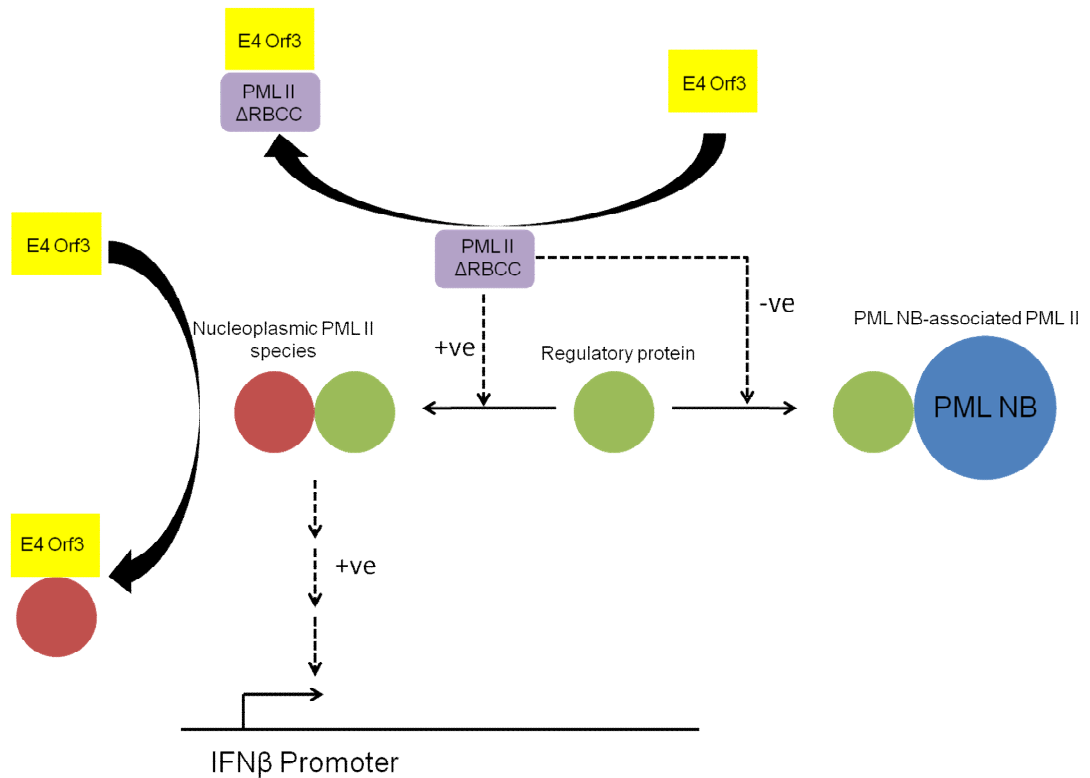 E4 Orf3
PML II
ΔRBCC
E4 Orf3
E4 Orf3
PML II
ΔRBCC
-ve
+ve
Nucleoplasmic PML II
species
Regulatory protein
PML NB-associated PML II
PML NB
E4 Orf3
+ve
IFNβ Promoter